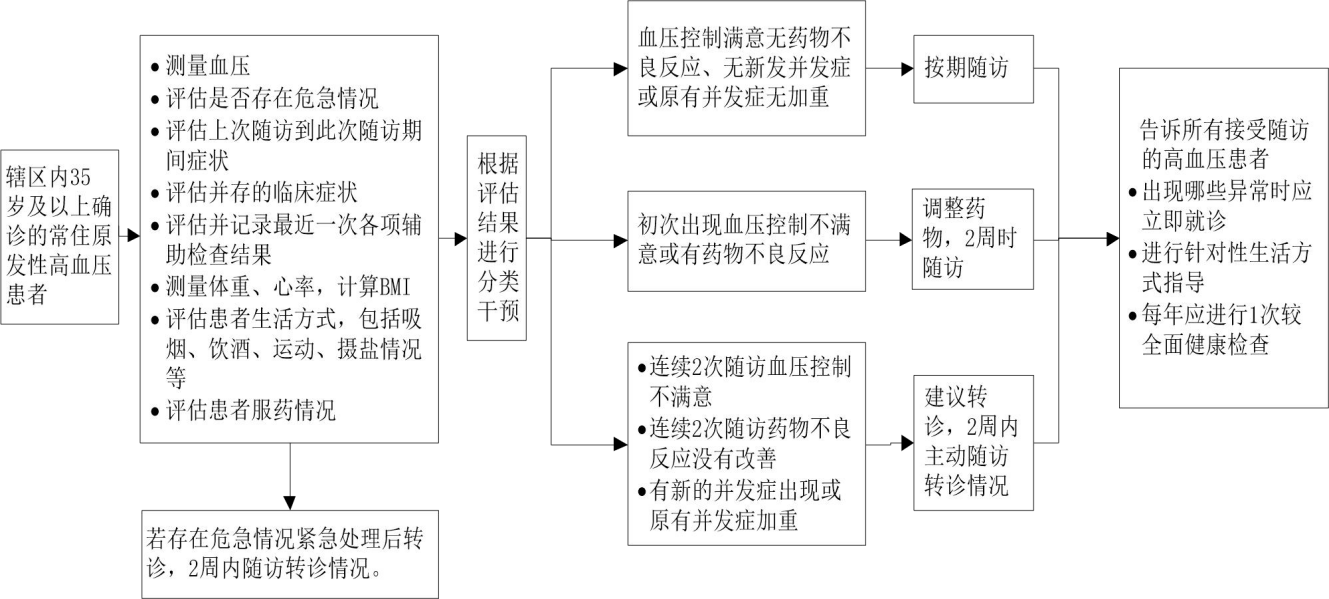 辖区内35
岁及以上确
诊的常住原
发性高血压
患者
●测量血压
●评估是否存在危急情况
●评估上次随访到此次随访期
间症状
●评估并存的临床症状
●评估并记录最近一次各项辅
助检查结果
●测量体重、心率，计算BMI
●评估患者生活方式，包括吸
烟、饮酒、运动、摄盐情况
等
●评估患者服药情况
若存在危急情况紧急处理后转
诊，2周内随访转诊情况。
根据
评估
结果
进行
分类
干预
血压控制满意无药物不
良反应、无新发并发症
或原有并发症无加重
按期随访
初次出现血压控制不满
意或有药物不良反应
调整药
物，2周时
随访
●连续2次随访血压控制
不满意
●连续2次随访药物不良
反应没有改善
●有新的并发症出现或
原有并发症加重
建议转
诊，2周内
主动随访
转诊情况
告诉所有接受随访
的高血压患者
●出现哪些异常时应
立即就诊
●进行针对性生活方
式指导
●每年应进行1次较
全面健康检查